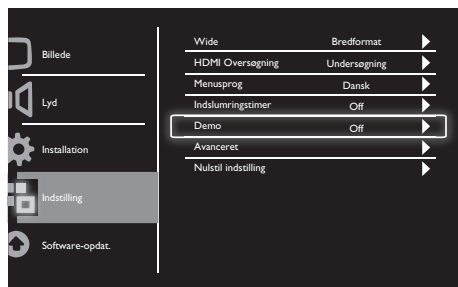 Billede
Lyd
Installation
Indstilling
Software-opdat.
Wide Bredformat
HDMI Oversøgning Undersøgning
Menusprog Dansk
Indslumringstimer Off
Demo Off
Avanceret
Nulstil indstilling